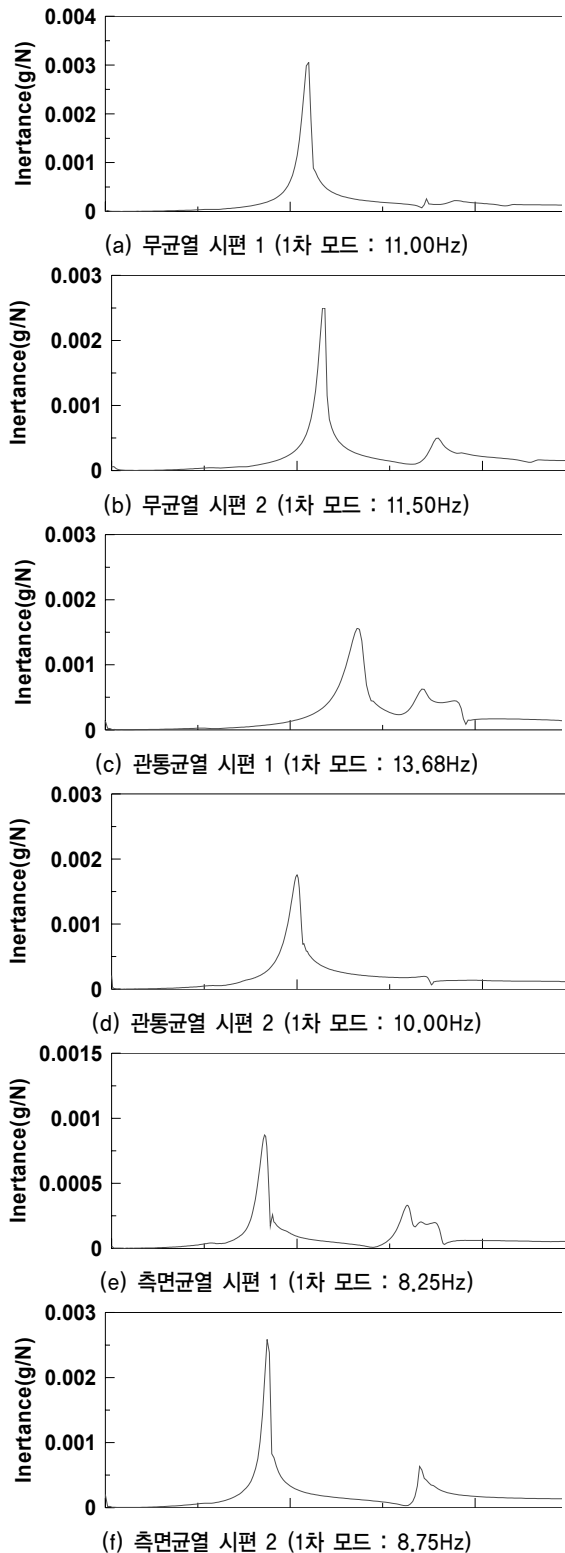 0.004
0.003
0.002
0.001
0
Inertance(g/N)
(a) 무균열 시편 1 (1차 모드 : 11.00Hz)
0.003
0.002
0.001
0
Inertance(g/N)
(b) 무균열 시편 2 (1차 모드 : 11.50Hz)
0.003
0.002
0.001
0
Inertance(g/N)
(c) 관통균열 시편 1 (1차 모드 : 13.68Hz)
0.003
0.002
0.001
0
Inertance(g/N)
(d) 관통균열 시편 2 (1차 모드 : 10.00Hz)
0.0015
0.0005
0.0005
0
Inertance(g/N)
(e) 측면균열 시편 1 (1차 모드 : 8.25Hz)
0.003
0.002
0.001
0
Inertance(g/N)
(f) 측면균열 시편 2 (1차 모드 : 8.75Hz)